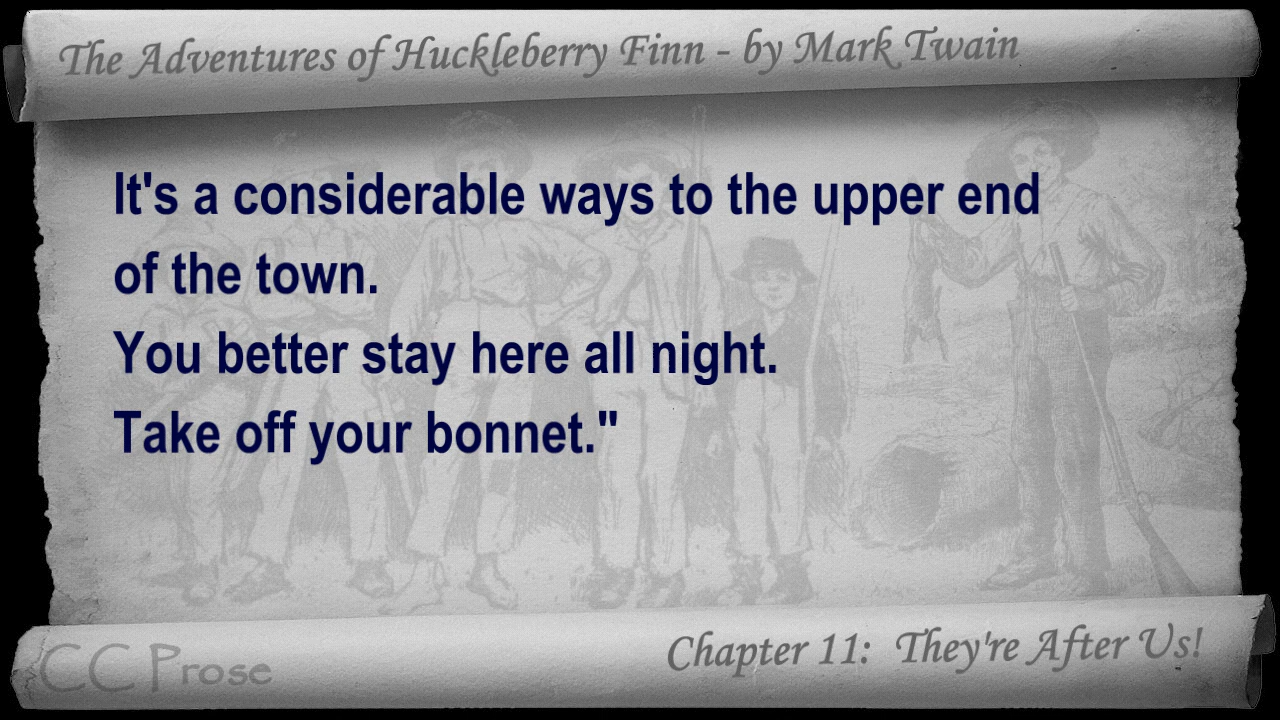 The Adventures of Huckleberry Finn - by Mark Twain
It's a considerable ways to the upper end
of the town.
You better stay here all night.
Take off your bonnet."
CC Prose
Chapter 11: They're After Us!